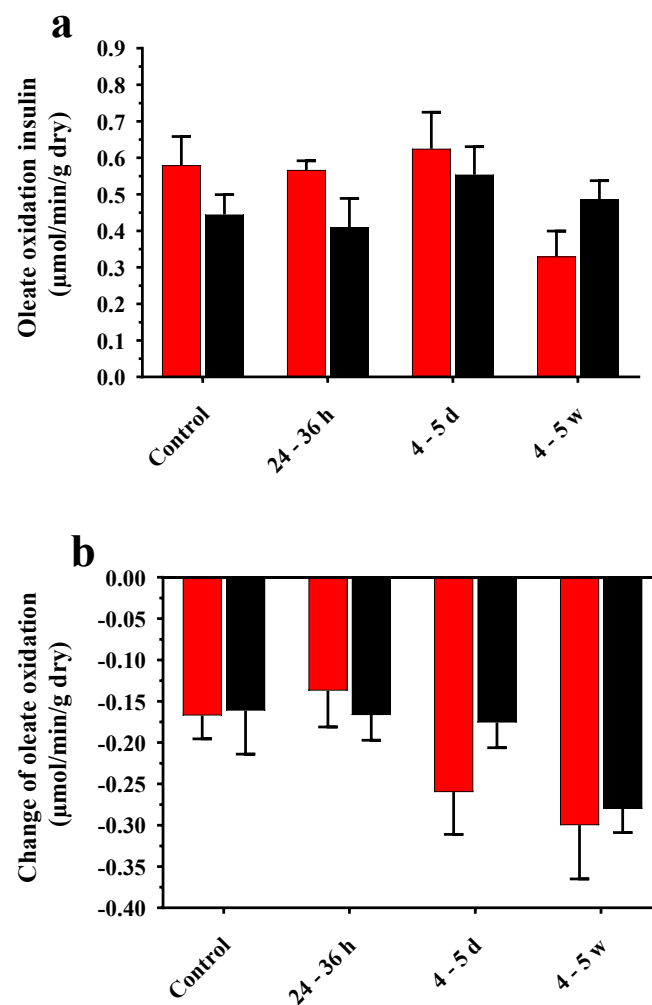 a
Oleate oxidation insulin
(µmol/min/g dry)
0.9
0.8
0.7
0.6
0.5
0.4
0.3
0.2
0.1
0.0
Control
24 - 36 h
4 - 5 d
4 - 5 w
b
Change of oleate oxidation
(µmol/min/g dry)
0.00
-0.05
-0.10
-0.15
-0.20
-0.25
-0.30
-0.35
-0.40
Control
24 - 36 h
4 - 5 d
4 - 5 w